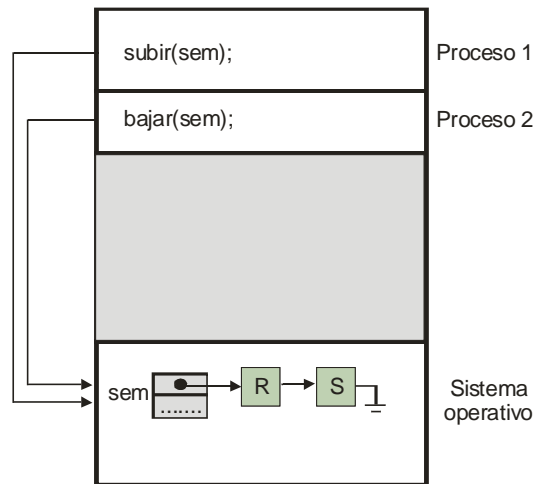 subir(sem);
Proceso 1
bajar(sem);
Proceso 2
sem
R
S
.......
Sistema
operativo